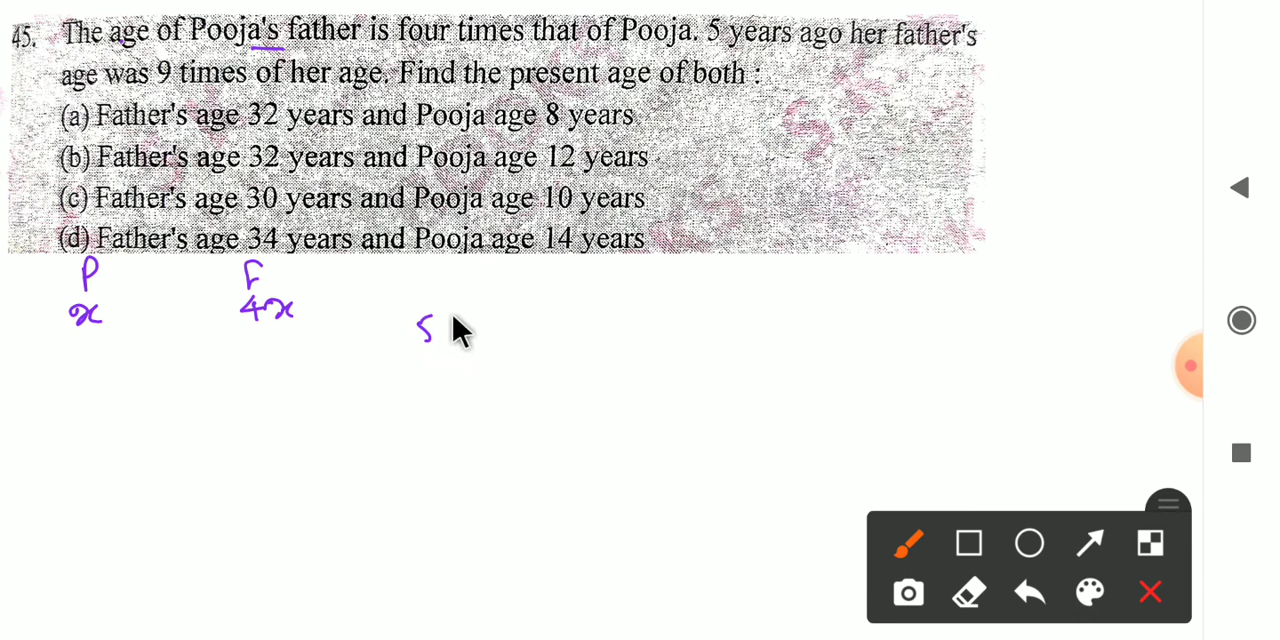 45. The age of Pooja's father is four times that of Pooja. 5 years ago her father's
age was 9 times of her age. Find the present age of both :
(a) Father's age 32 years and Pooja age 8 years
(b) Father's age 32 years and Pooja age 12 years
(c) Father's age 30 years and Pooja age 10 years
(d) Father's age 34 years and Pooja age 14 years
P F
x 4x 5